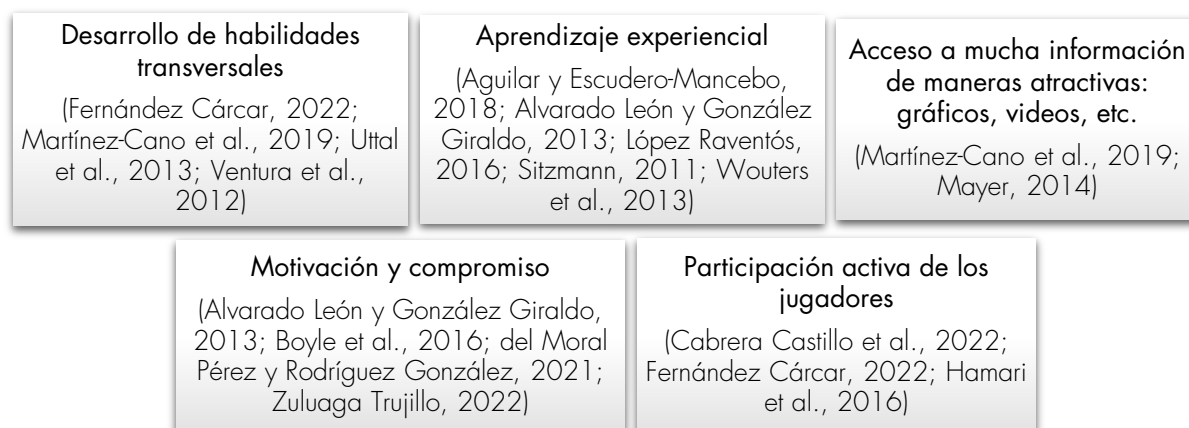 Desarrollo de habilidades
transversales
(Fernández Cárcar, 2022;
Martínez-Cano et al., 2019; Uttal
et al., 2013; Ventura et al.,
2012)
Aprendizaje experiencial
(Aguilar y Escudero-Mancebo,
2018; Alvarado León y González
Giraldo, 2013; López Raventós,
2016; Sitzmann, 2011; Wouters
et al., 2013)
Acceso a mucha información
de maneras atractivas:
gráficos, videos, etc.
(Martínez-Cano et al., 2019;
Mayer, 2014)
Motivación y compromiso
(Alvarado León y González Giraldo,
2013; Boyle et al., 2016; del Moral
Pérez y Rodríguez González, 2021;
Zuluaga Trujillo, 2022)
Participación activa de los
jugadores
(Cabrera Castillo et al., 2022;
Fernández Cárcar, 2022; Hamari
et al., 2016)